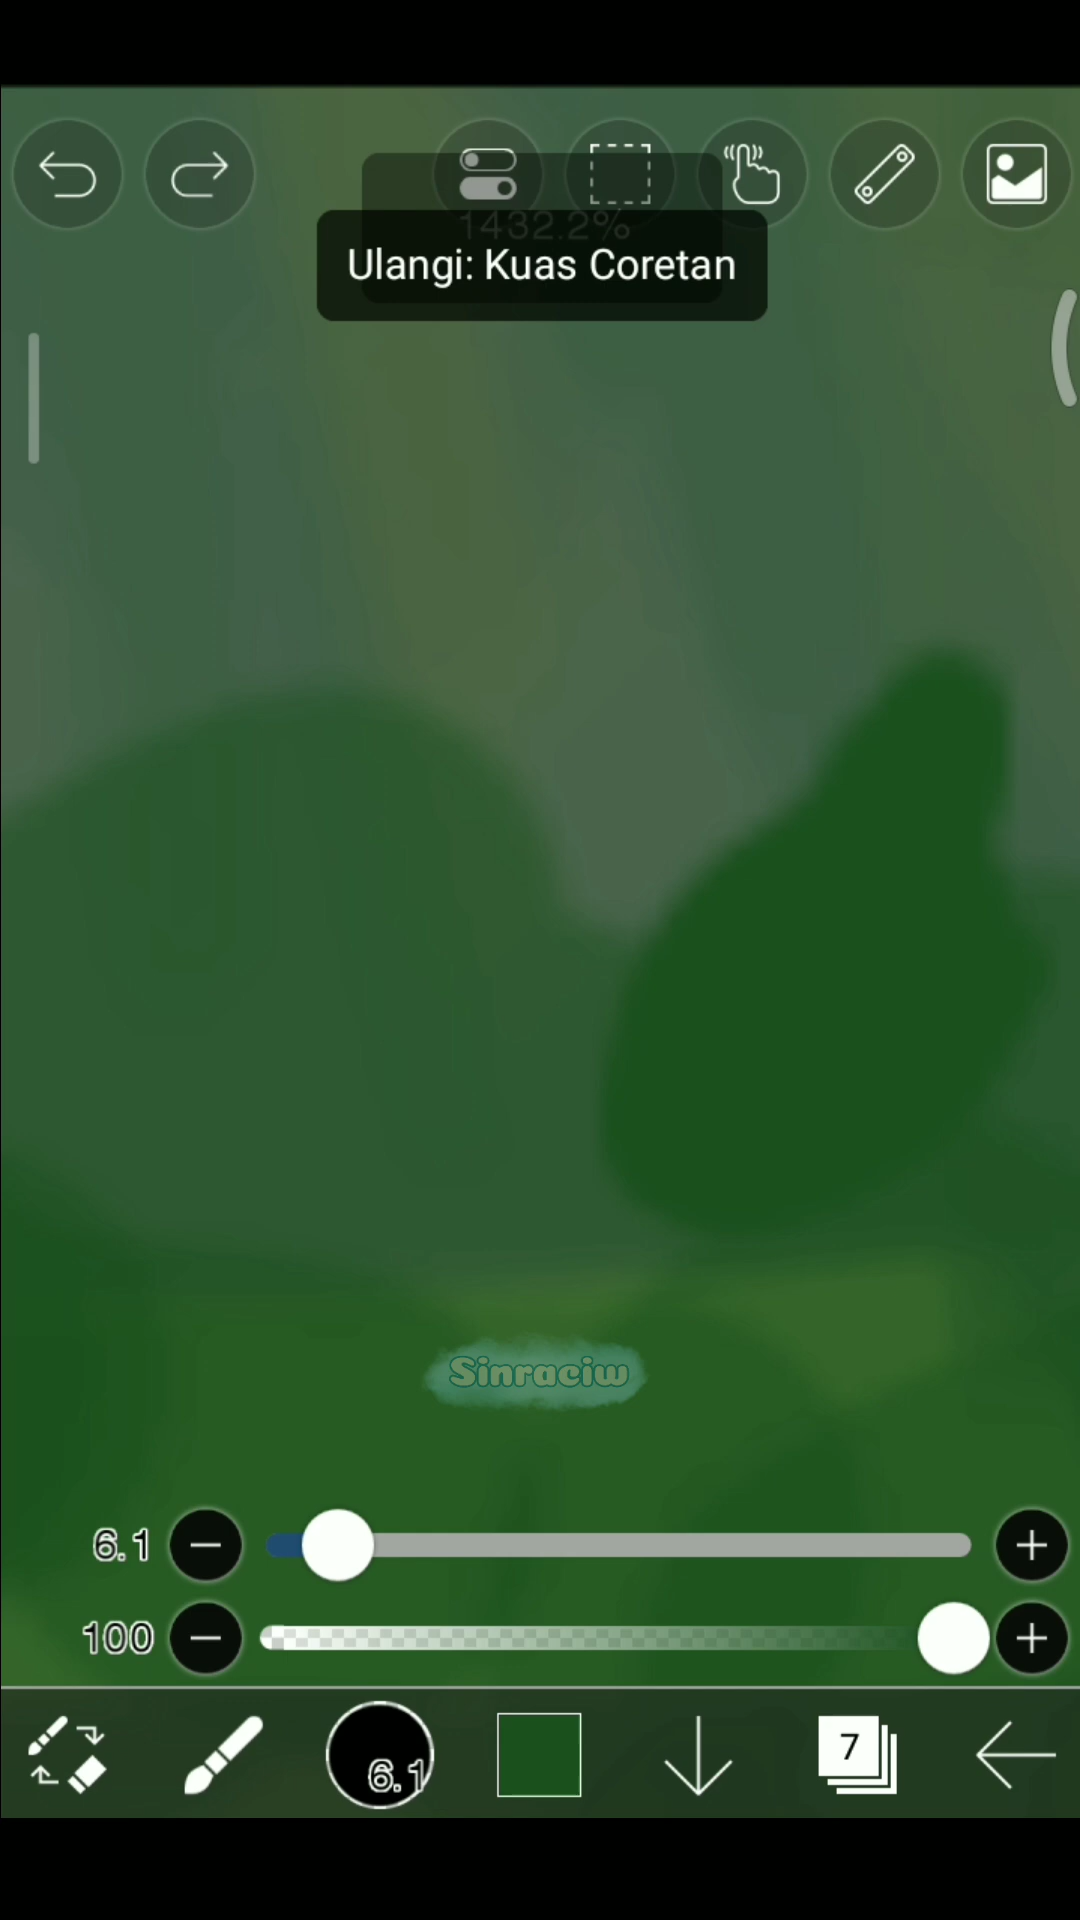 1432.2%
Ulangi: Kuas Coretan
Sinraciw
6.1
100
6.1
7